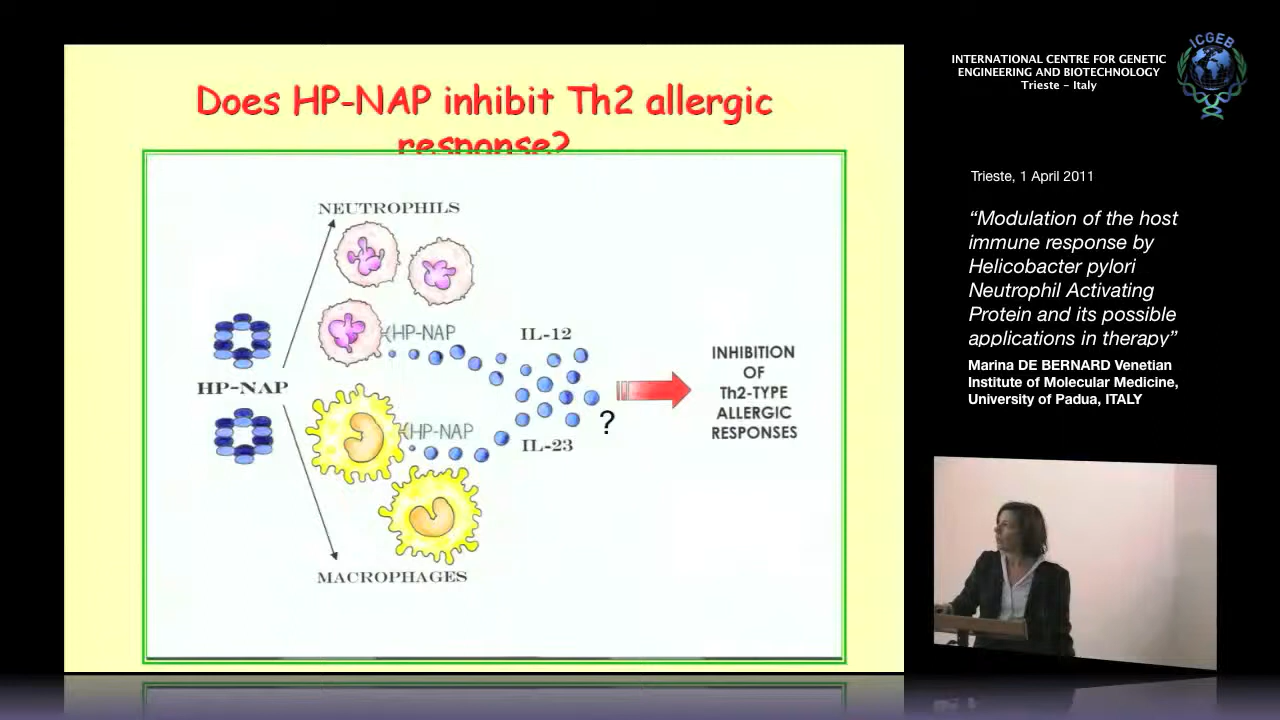 Does HP-NAP inhibit Th2 allergic
response?
NEUTROPHILS
HP-NAP
IL-12
HP-NAP
HP-NAP
IL-23
?
MACROPHAGES
INHIBITION
OF
Th2-TYPE
ALLERGIC
RESPONSES
INTERNATIONAL CENTRE FOR GENETIC
ENGINEERING AND BIOTECHNOLOGY
Trieste - Italy
ICGEB
Trieste, 1 April 2011
“Modulation of the host
immune response by
Helicobacter pylori
Neutrophil Activating
Protein and its possible
applications in therapy”
Marina DE BERNARD Venetian
Institute of Molecular Medicine,
University of Padua, ITALY